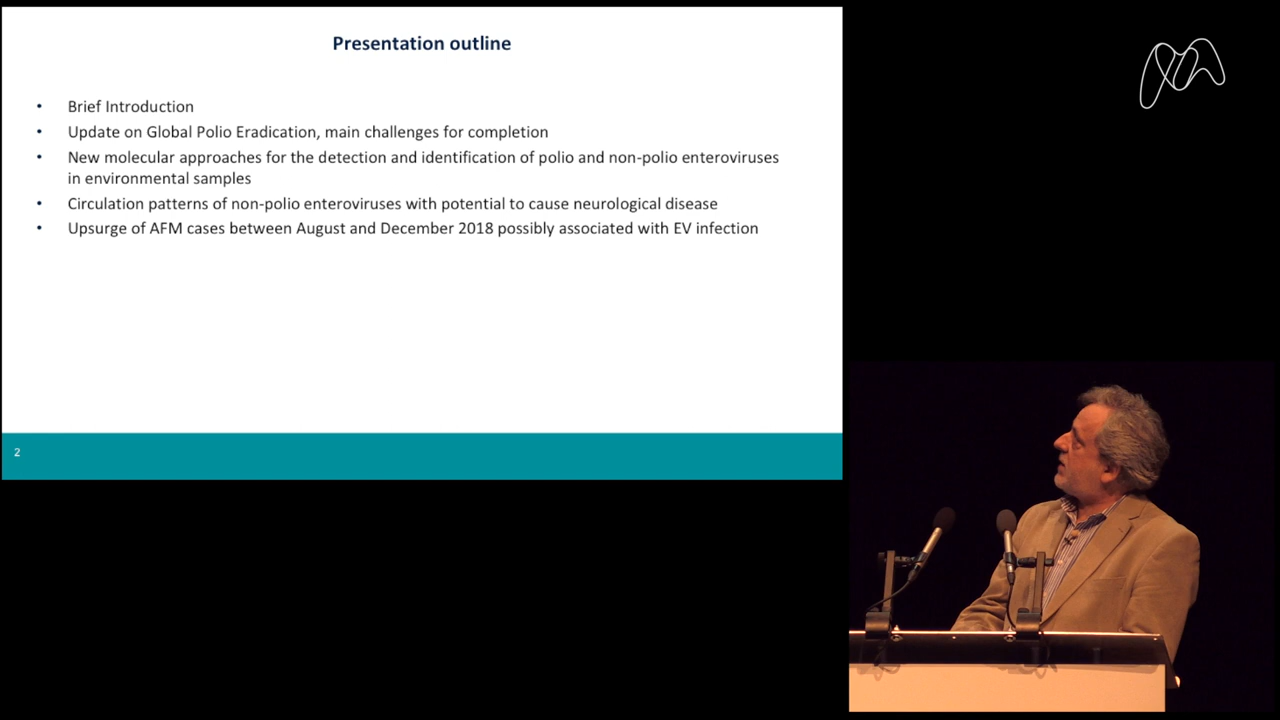 Presentation outline
• Brief Introduction
• Update on Global Polio Eradication, main challenges for completion
• New molecular approaches for the detection and identification of polio and non-polio enteroviruses
in environmental samples
• Circulation patterns of non-polio enteroviruses with potential to cause neurological disease
• Upsurge of AFM cases between August and December 2018 possibly associated with EV infection
2